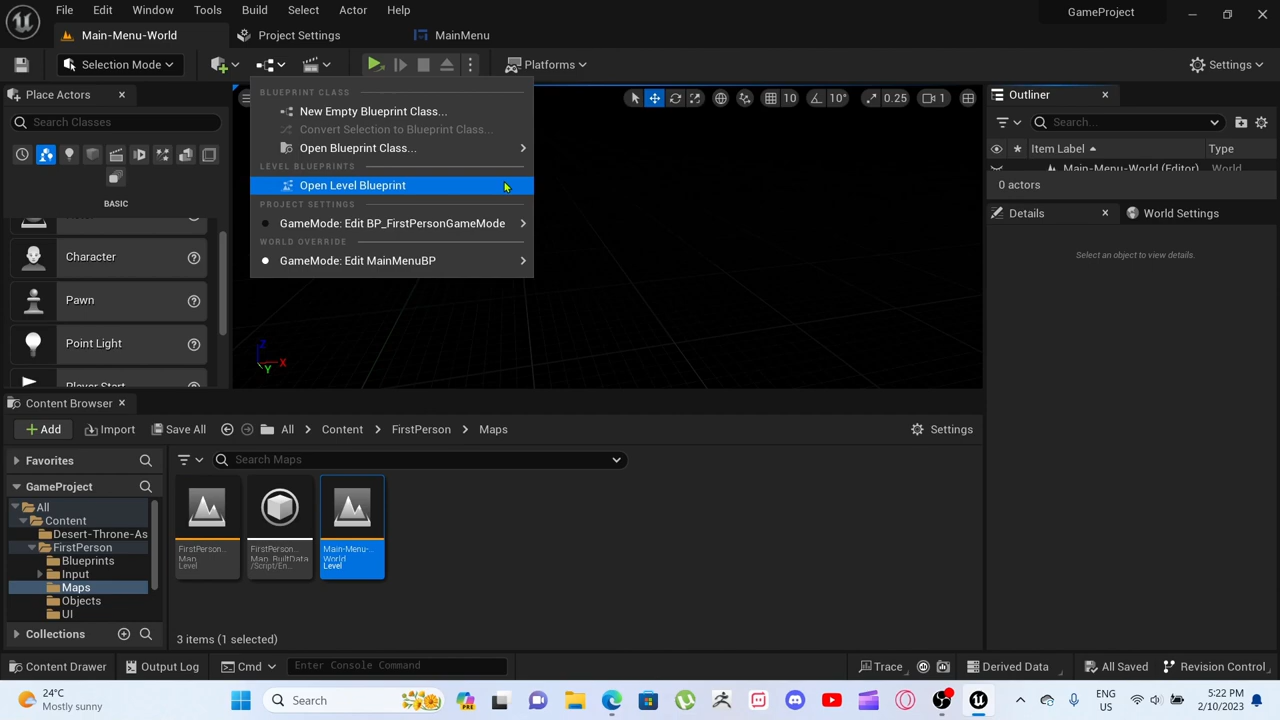 File Edit Window Tools Build Select Actor Help
GameProject
Main-Menu-World
Project Settings
MainMenu
Selection Mode
Platforms
Settings
Place Actors
Search Classes
BASIC
Character
Pawn
Point Light
Player Start
BLUEPRINT CLASS
New Empty Blueprint Class...
Convert Selection to Blueprint Class...
Open Blueprint Class...
LEVEL BLUEPRINTS
Open Level Blueprint
PROJECT SETTINGS
GameMode: Edit BP_FirstPersonGameMode
WORLD OVERRIDE
GameMode: Edit MainMenuBP
10
10°
0.25
1
Z
X
Y
Outliner
Search...
Item Label
Type
Main-Menu-World (Editor)
World
0 actors
Details
World Settings
Select an object to view details.
Content Browser
Add
Import
Save All
All
Content
FirstPerson
Maps
Settings
Favorites
GameProject
All
Content
Desert-Throne-As
FirstPerson
Blueprints
Input
Maps
Objects
UI
Collections
Search Maps
FirstPerson...
Map
Level
FirstPerson...
Map_BuiltData
/Script/En...
Main-Menu-...
World
Level
3 items (1 selected)
Content Drawer
Output Log
Cmd
Enter Console Command
Trace
Derived Data
All Saved
Revision Control
24°C
Mostly sunny
Search
PRE
ENG
US
5:22 PM
2/10/2023